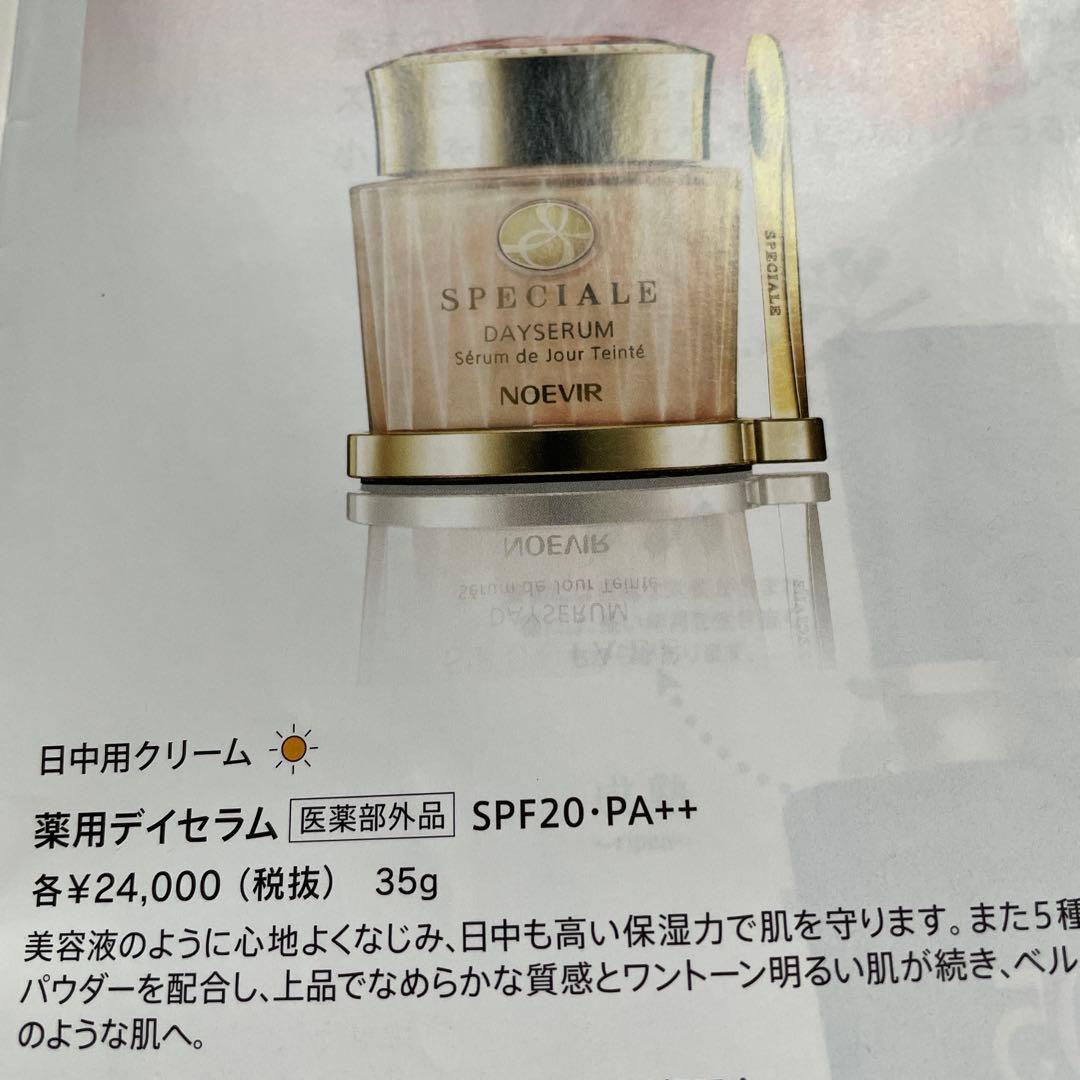 SPECIALE
DAYSERUM
Sérum de Jour Teinté
NOEVIR
SPECIALE
日中用クリーム
薬用デイセラム 医薬部外品 SPF20・PA++
各¥24,000（税抜） 35g
美容液のように心地よくなじみ、日中も高い保湿力で肌を守ります。また5種
パウダーを配合し、上品でなめらかな質感とワントーン明るい肌が続き、ベル
のような肌へ。